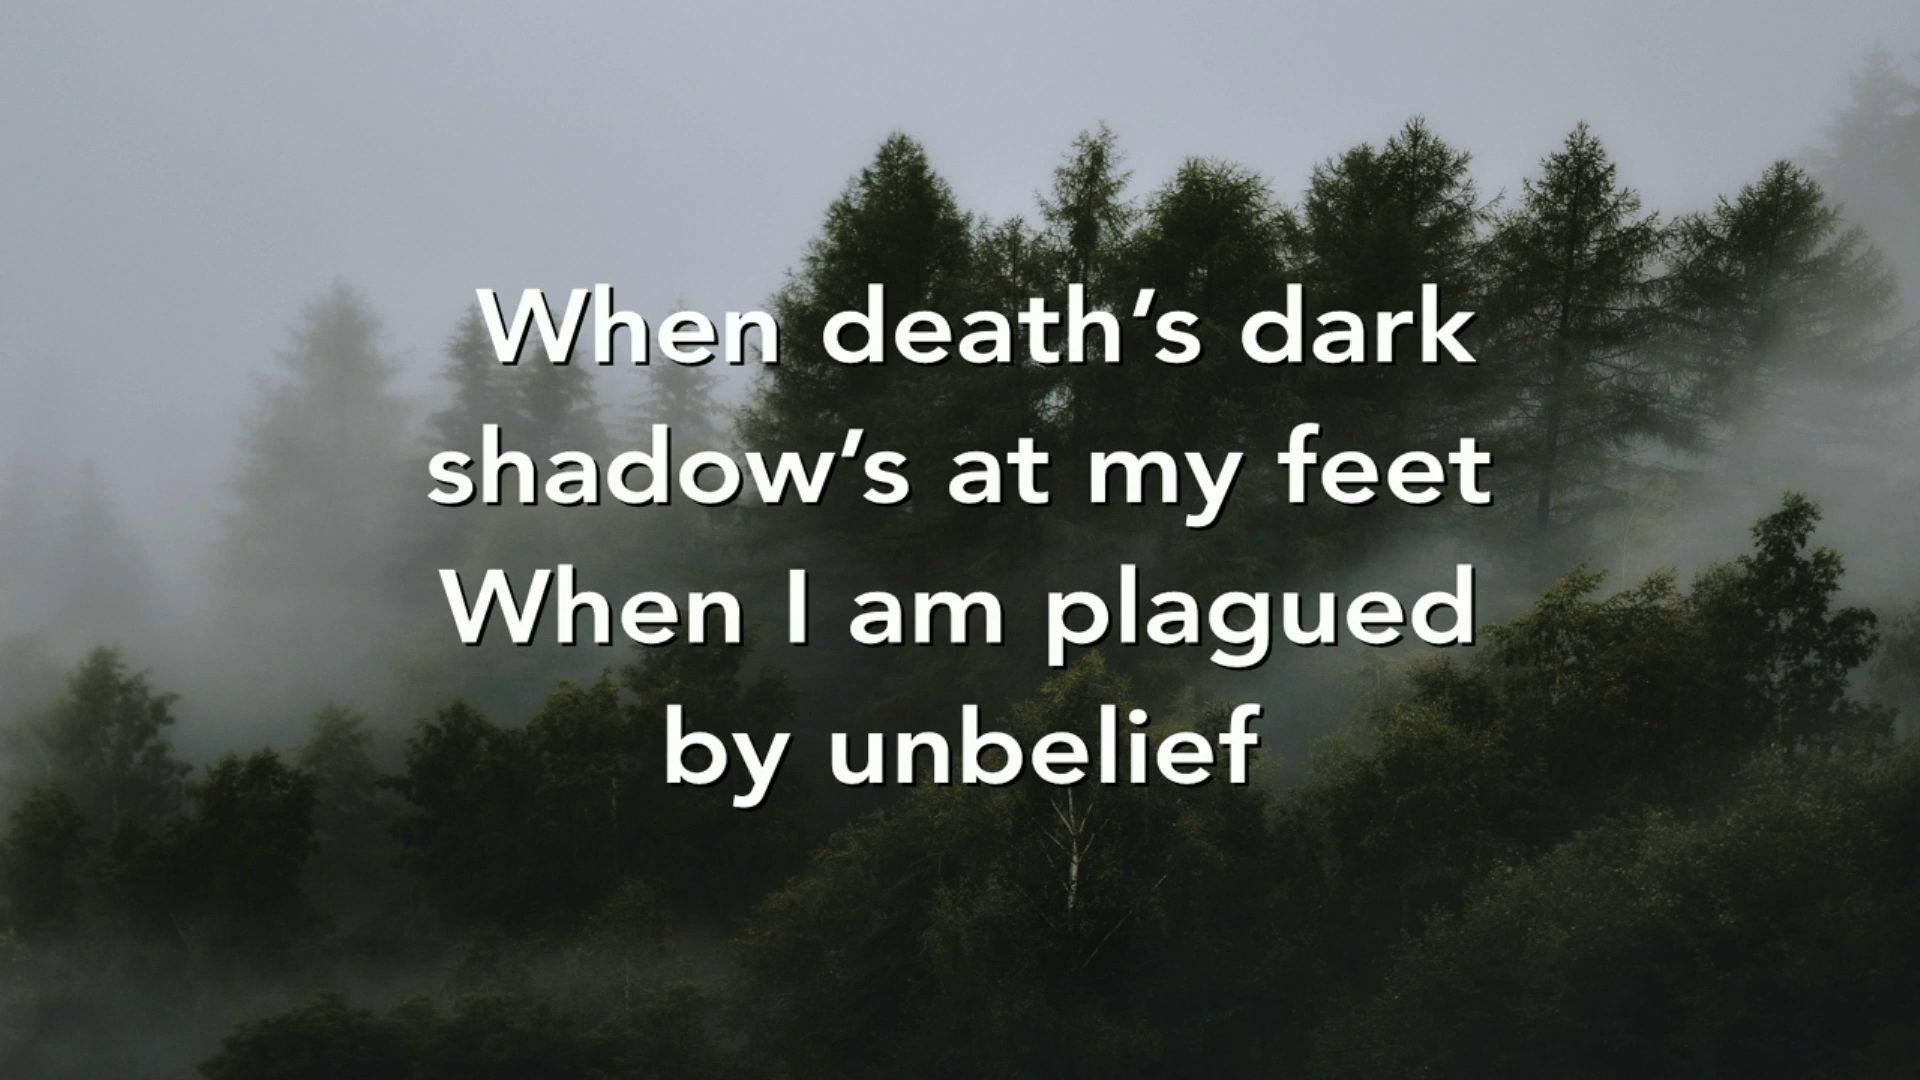 When death’s dark
shadow’s at my feet
When I am plagued
by unbelief